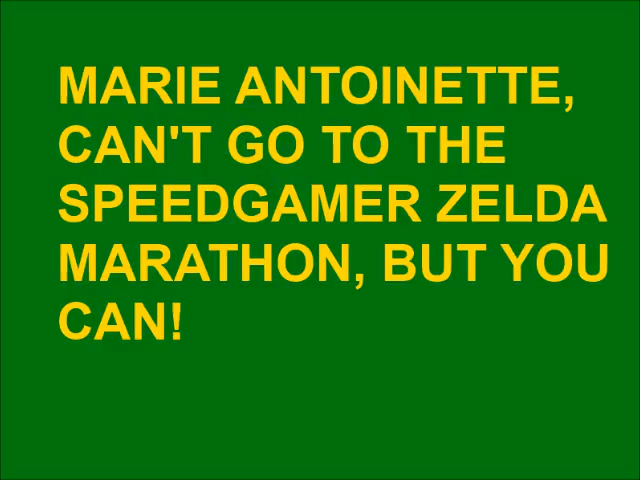 MARIE ANTOINETTE,
CAN'T GO TO THE
SPEEDGAMER ZELDA
MARATHON, BUT YOU
CAN!